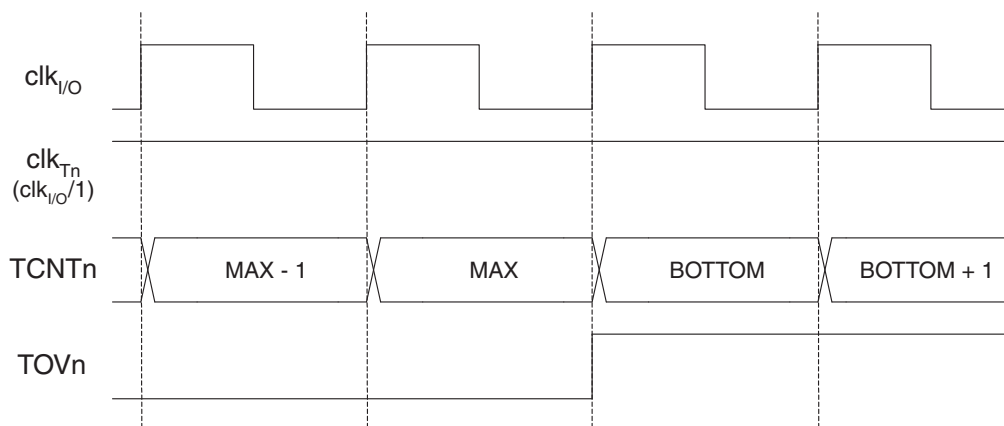 clkI/O
clkTn
(clkI/O/1)
TCNTn
MAX - 1
MAX
BOTTOM
BOTTOM + 1
TOVn